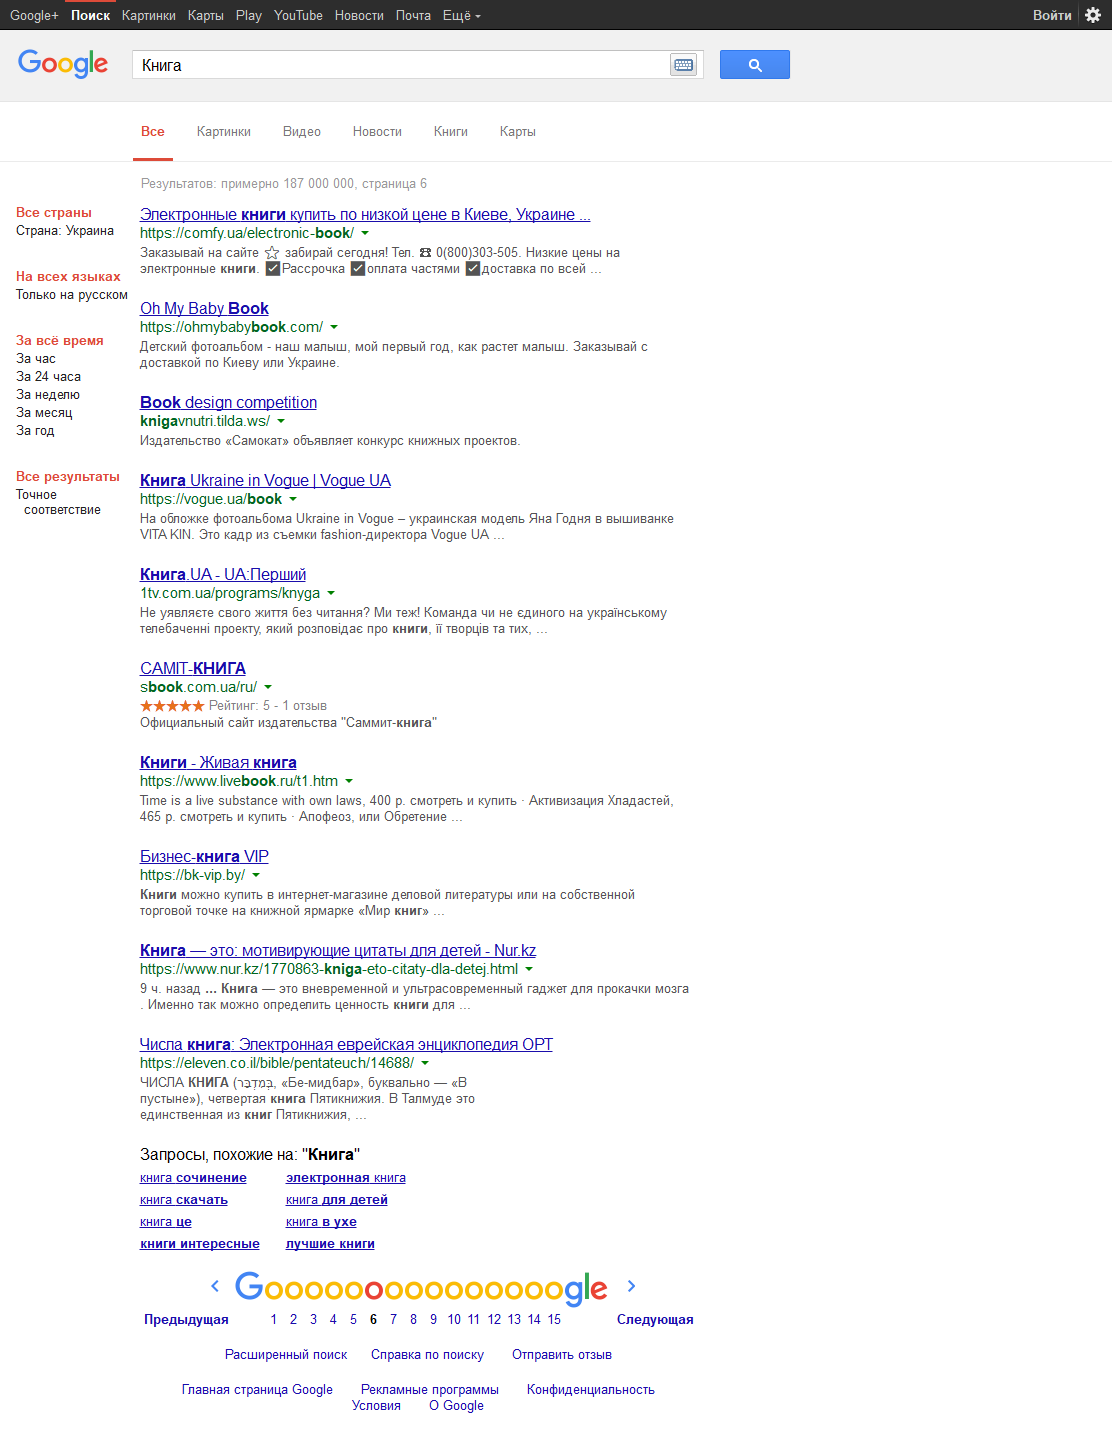 Google+ Поиск Картинки Карты Play YouTube Новости Почта Ещё Войти
Google Книга
Все Картинки Видео Новости Книги Карты
Результатов: примерно 187 000 000, страница 6
Все страны
Страна: Украина
На всех языках
Только на русском
За всё время
За час
За 24 часа
За неделю
За месяц
За год
Все результаты
Точное
соответствие
Электронные книги купить по низкой цене в Киеве, Украине ...
https://comfy.ua/electronic-book/
Заказывай на сайте ☆ забирай сегодня! Тел. ☎ 0(800)303-505. Низкие цены на
электронные книги. ☑Рассрочка ☑оплата частями ☑доставка по всей ...
Oh My Baby Book
https://ohmybabybook.com/
Детский фотоальбом - наш малыш, мой первый год, как растет малыш. Заказывай с
доставкой по Киеву или Украине.
Book design competition
knigavnutri.tilda.ws/
Издательство «Самокат» объявляет конкурс книжных проектов.
Книга Ukraine in Vogue | Vogue UA
https://vogue.ua/book
На обложке фотоальбома Ukraine in Vogue – украинская модель Яна Годня в вышиванке
VITA KIN. Это кадр из съемки fashion-директора Vogue UA ...
Книга.UA - UA:Перший
1tv.com.ua/programs/knyga
Не уявляєте свого життя без читання? Ми теж! Команда чи не єдиного на українському
телебаченні проекту, який розповідає про книги, її творців та тих, ...
САМІТ-КНИГА
sbook.com.ua/ru/
★★★★★ Рейтинг: 5 - 1 отзыв
Официальный сайт издательства "Саммит-книга"
Книги - Живая книга
https://www.livebook.ru/t1.htm
Time is a live substance with own laws, 400 р. смотреть и купить · Активизация Хладастей,
465 р. смотреть и купить · Апофеоз, или Обретение ...
Бизнес-книга VIP
https://bk-vip.by/
Книги можно купить в интернет-магазине деловой литературы или на собственной
торговой точке на книжной ярмарке «Мир книг» ...
Книга — это: мотивирующие цитаты для детей - Nur.kz
https://www.nur.kz/1770863-kniga-eto-citaty-dla-detej.html
9 ч. назад ... Книга — это вневременной и ультрасовременный гаджет для прокачки мозга
. Именно так можно определить ценность книги для ...
Числа книга: Электронная еврейская энциклопедия ОРТ
https://eleven.co.il/bible/pentateuch/14688/
ЧИСЛА КНИГА (בְּמִדְבַּר, «Бе-мидбар», буквально — «В
пустыне»), четвертая книга Пятикнижия. В Талмуде это
единственная из книг Пятикнижия, ...
Запросы, похожие на: "Книга"
книга сочинение электронная книга
книга скачать книга для детей
книга це книга в ухе
книги интересные лучшие книги
Goooooooooooooogle
Предыдущая 1 2 3 4 5 6 7 8 9 10 11 12 13 14 15 Следующая
Расширенный поиск Справка по поиску Отправить отзыв
Главная страница Google Рекламные программы Конфиденциальность
Условия О Google